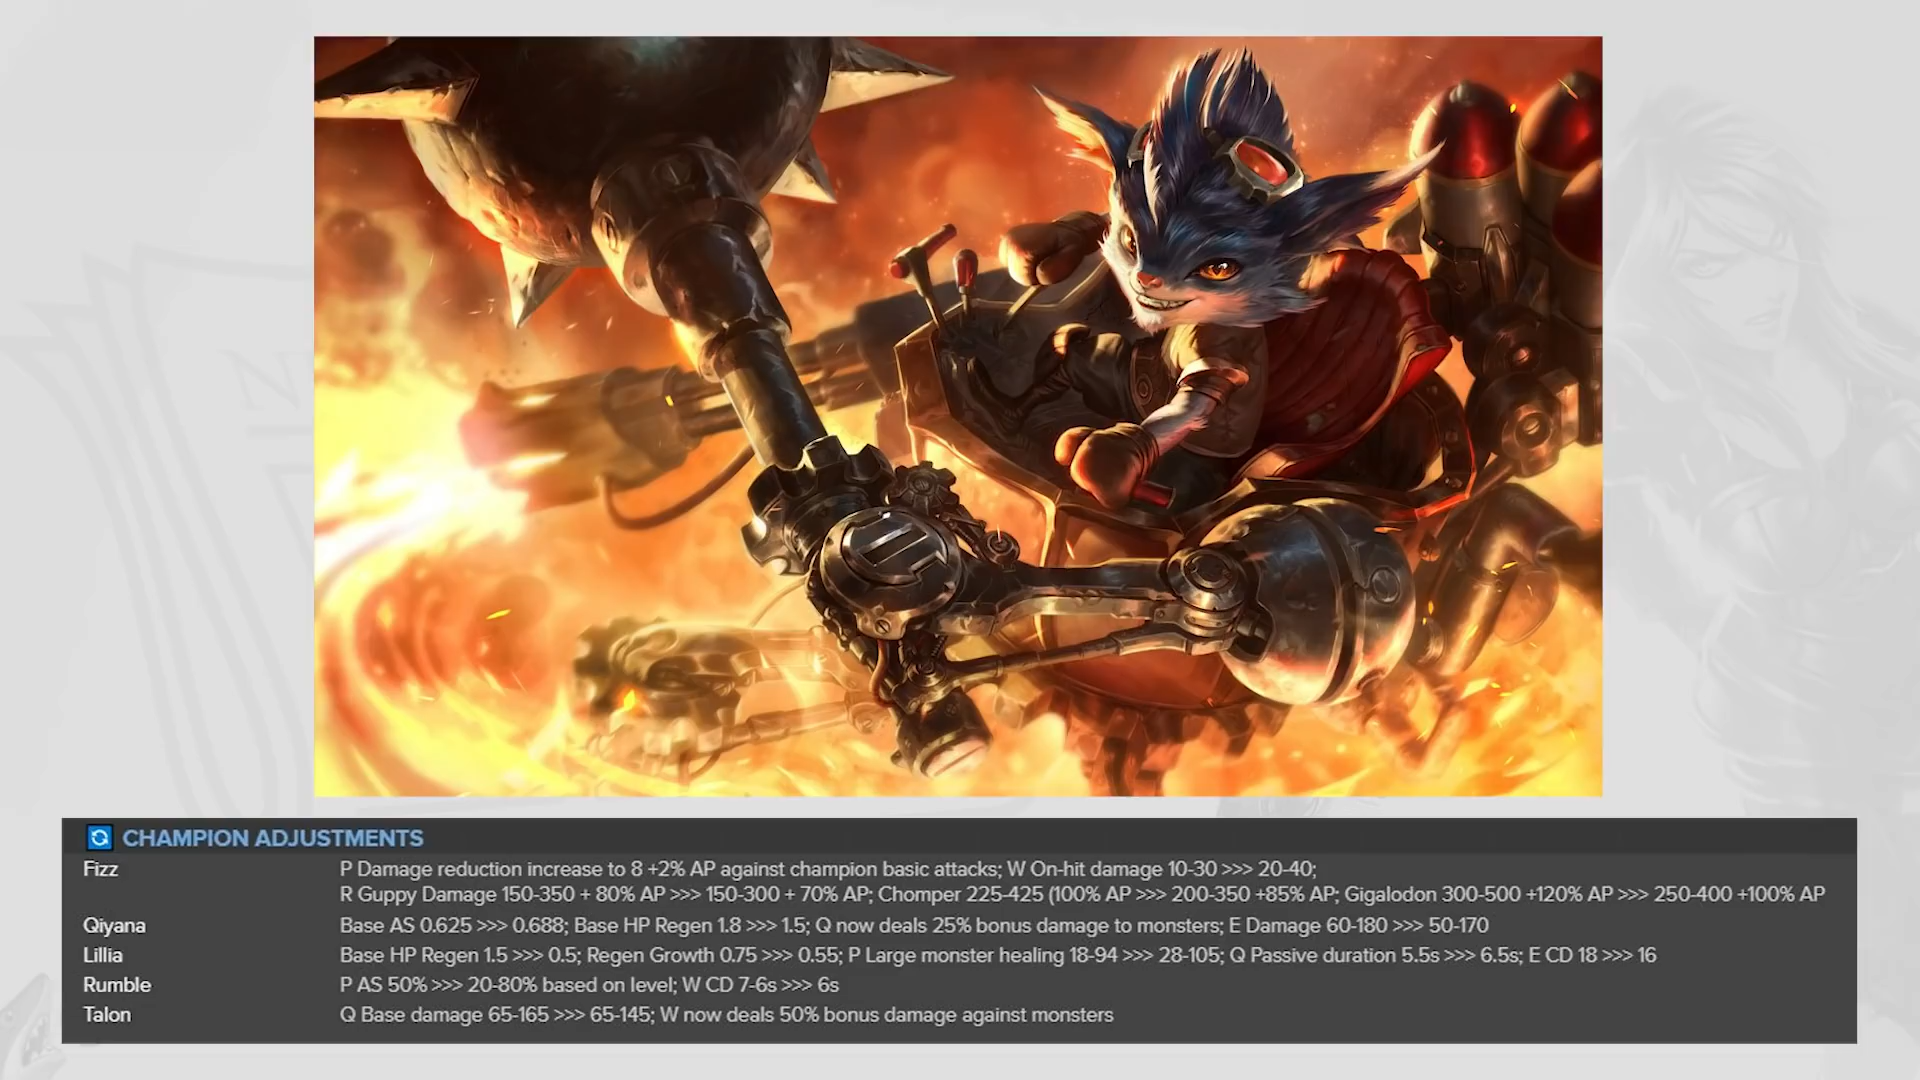 CHAMPION ADJUSTMENTS
Fizz P Damage reduction increase to 8 +2% AP against champion basic attacks; W On-hit damage 10-30 >>> 20-40;
R Guppy Damage 150-350 + 80% AP >>> 150-300 + 70% AP; Chomper 225-425 (100% AP >>> 200-350 +85% AP; Gigalodon 300-500 +120% AP >>> 250-400 +100% AP
Qiyana Base AS 0.625 >>> 0.688; Base HP Regen 1.8 >>> 1.5; Q now deals 25% bonus damage to monsters; E Damage 60-180 >>> 50-170
Lillia Base HP Regen 1.5 >>> 0.5; Regen Growth 0.75 >>> 0.55; P Large monster healing 18-94 >>> 28-105; Q Passive duration 5.5s >>> 6.5s; E CD 18 >>> 16
Rumble P AS 50% >>> 20-80% based on level; W CD 7-6s >>> 6s
Talon Q Base damage 65-165 >>> 65-145; W now deals 50% bonus damage against monsters